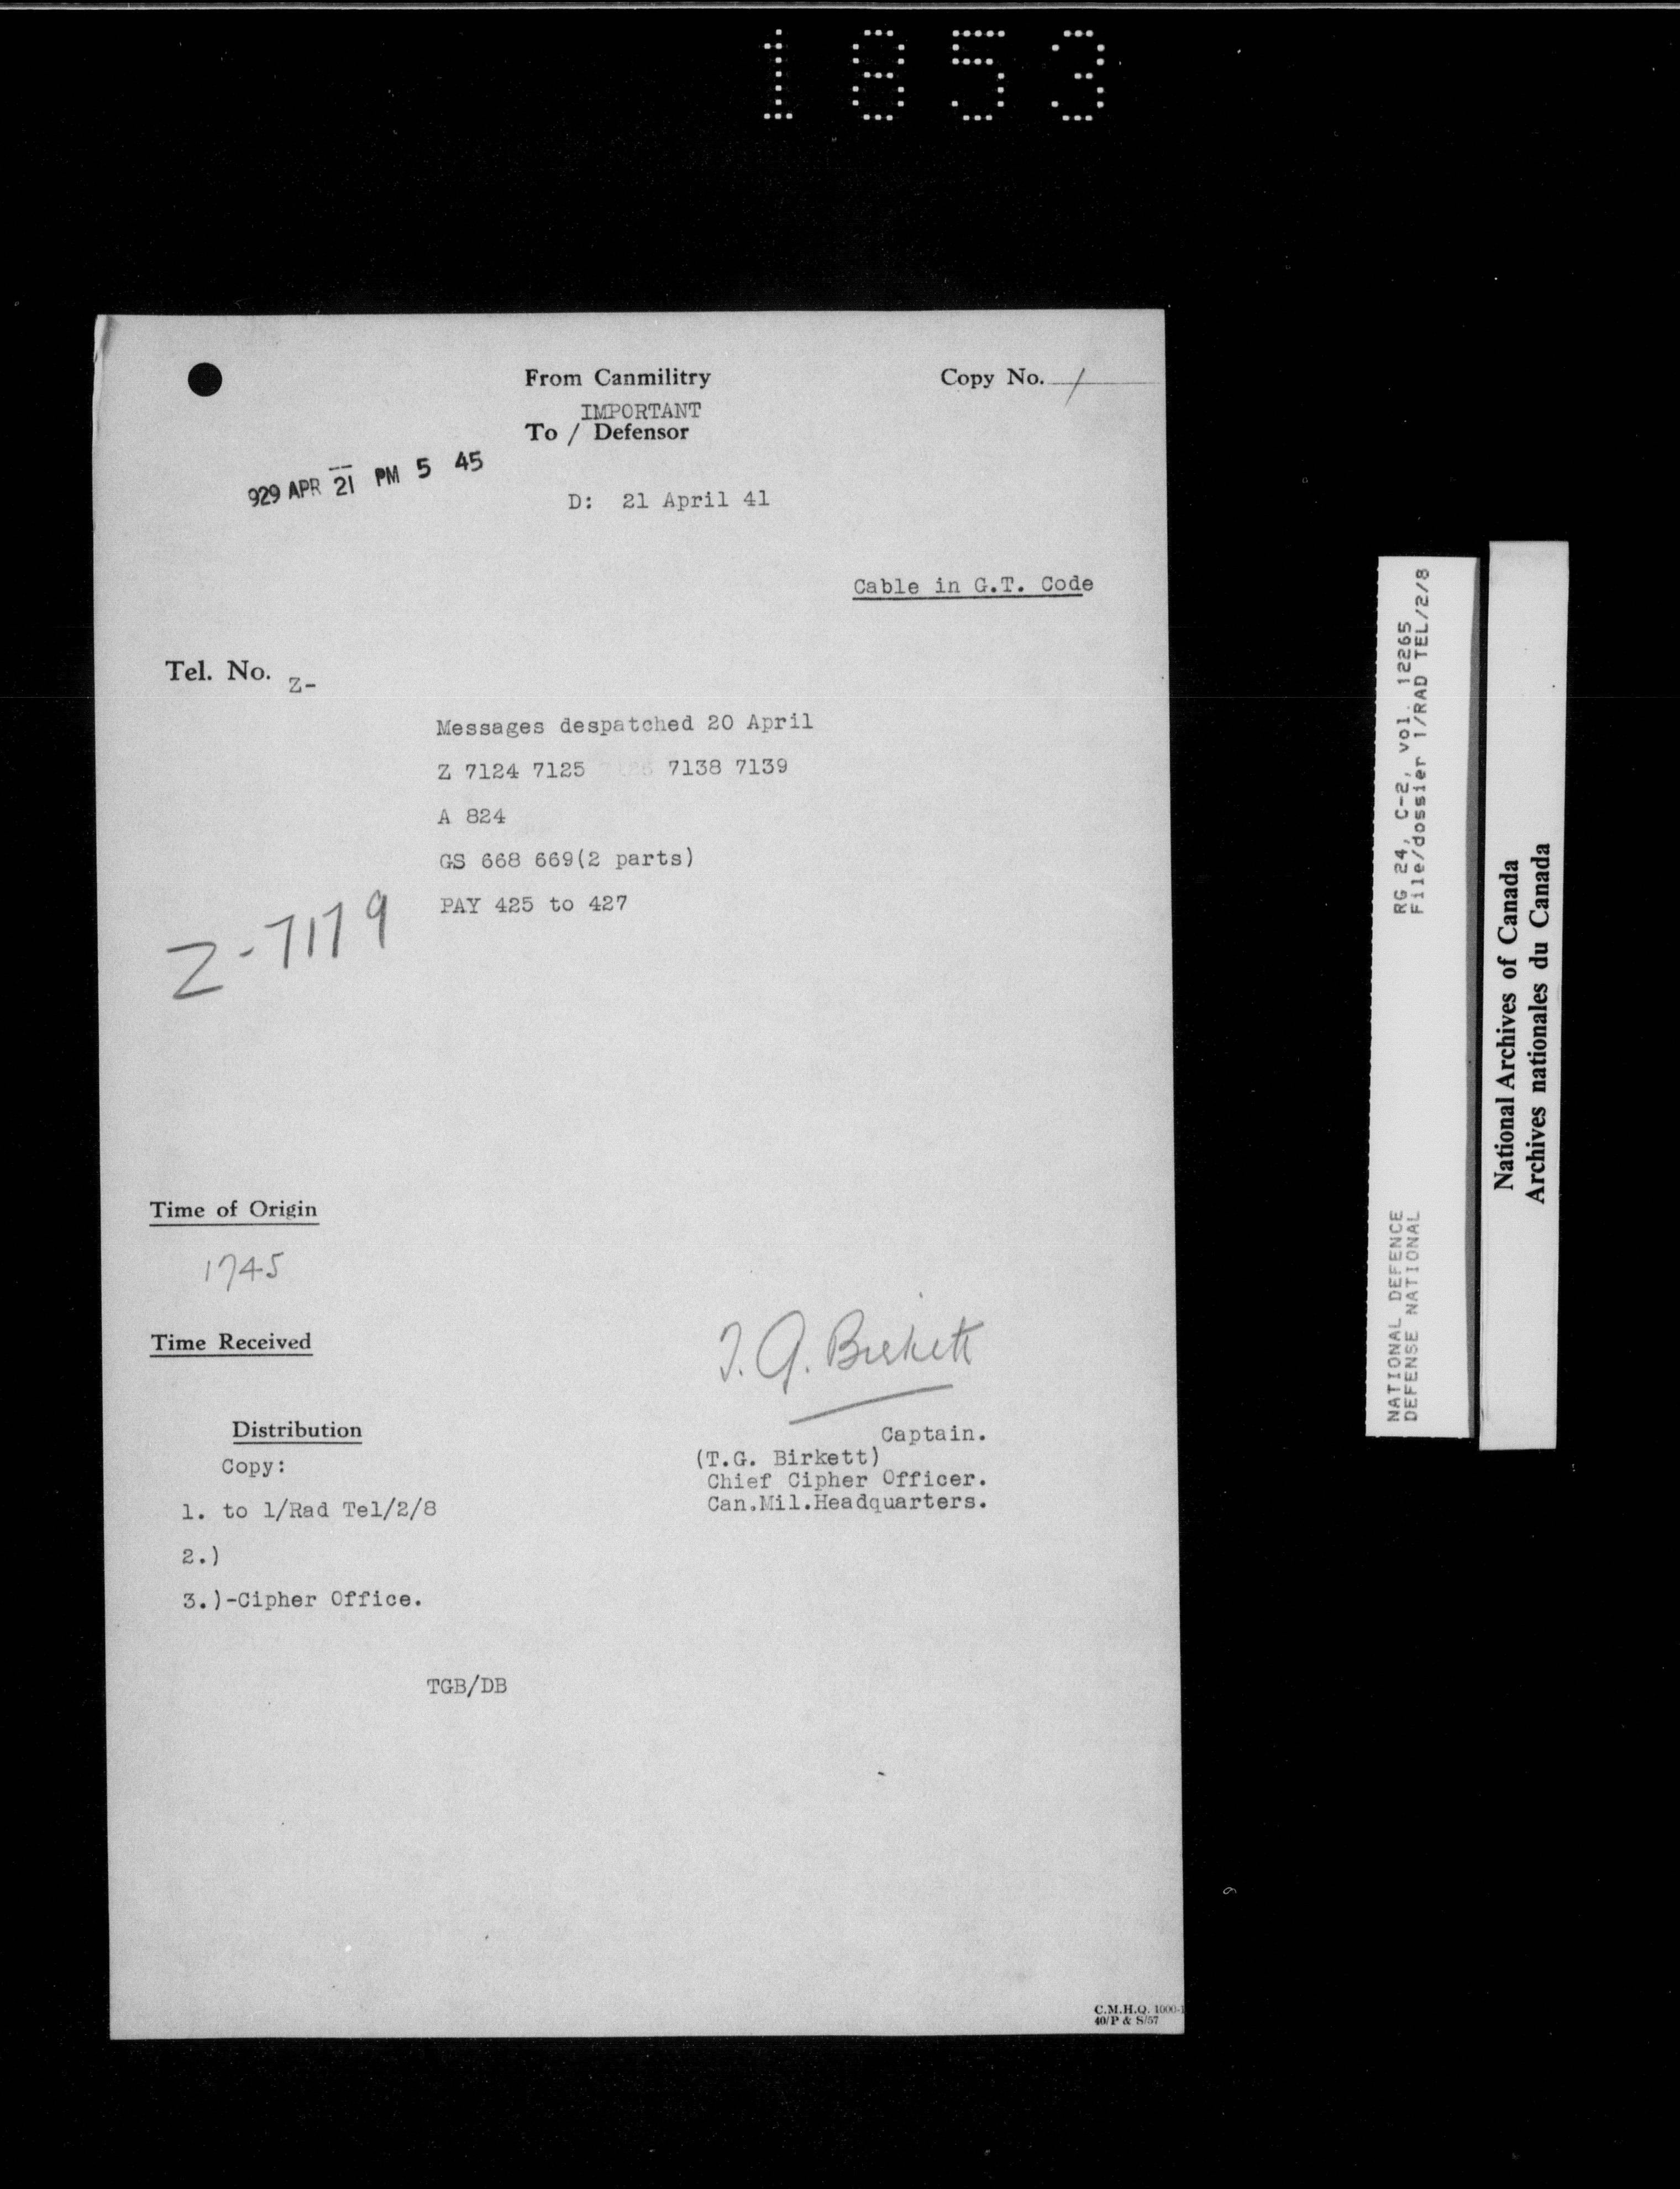 1853
From Canmilitry
Copy No. 1
IMPORTANT
To / Defensor
929 APR 21 PM 5 45
D: 21 April 41
Cable in G.T. Code
Tel. No. Z-
Messages despatched 20 April
Z 7124 7125 7138 7139
A 824
GS 668 669(2 parts)
PAY 425 to 427
Z-7179
Time of Origin
1745
Time Received
T.G. Birkett
Distribution
Captain.
(T.G. Birkett)
Copy:
Chief Cipher Officer.
Can.Mil.Headquarters.
1. to 1/Rad Tel/2/8
2.)
3.)-Cipher Office.
TGB/DB
C.M.H.Q. 1000-1
40/P & S/57
NATIONAL DEFENCE RG 24, C-2, vol. 12265
DEFENSE NATIONAL File/dossier 1/RAD TEL/2/8
National Archives of Canada
Archives nationales du Canada